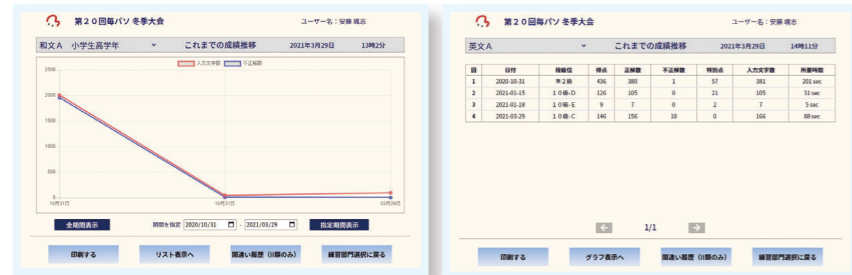 第20回毎パソ 冬季大会
ユーザー名：安藤 颯志
和文A 小学生高学年
これまでの成績推移
2021年3月29日
13時2分
入力文字数 不正解数
2500
2000
1500
1000
500
0
10月31日 10月31日 03月29日
全期間表示
期間を指定 2020/10/31 - 2021/03/29
指定期間表示
印刷する
リスト表示へ
間違い履歴（II類のみ）
練習部門選択に戻る
第20回毎パソ 冬季大会
ユーザー名：安藤 颯志
英文A
これまでの成績推移
2021年3月29日
14時11分
回 日付 段級位 得点 正解数 不正解数 特別点 入力文字数 所要時間
1 2020-10-31 準2級 436 380 1 57 381 201 sec
2 2021-01-15 10級-D 126 105 0 21 105 31 sec
3 2021-01-18 10級-E 9 7 0 2 7 5 sec
4 2021-03-29 10級-C 146 156 10 0 166 88 sec
1/1
印刷する
グラフ表示へ
間違い履歴（II類のみ）
練習部門選択に戻る